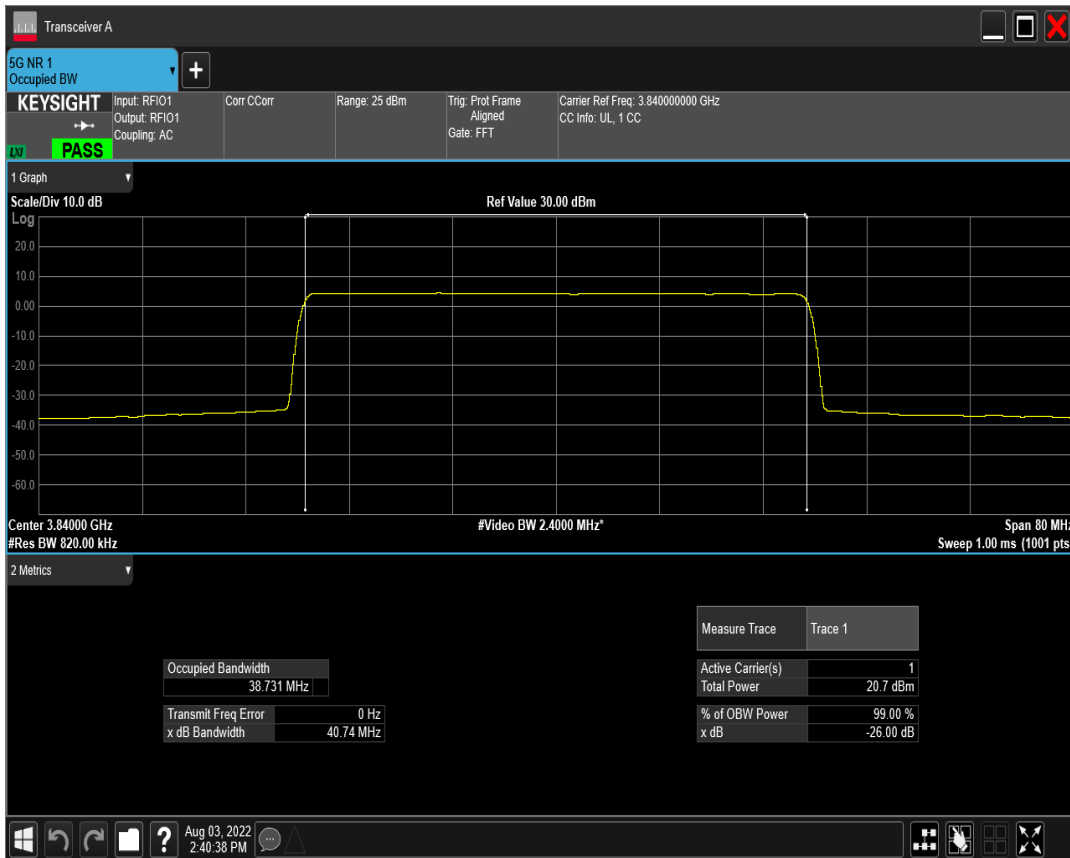 Transceiver A
5G NR 1
Occupied BW
KEYSIGHT
LXI
PASS
Input: RFIO1
Output: RFIO1
Coupling: AC
Corr CCorr
Range: 25 dBm
Trig: Prot Frame
Aligned
Gate: FFT
Carrier Ref Freq: 3.840000000 GHz
CC Info: UL, 1 CC
1 Graph
Scale/Div 10.0 dB
Ref Value 30.00 dBm
Log
20.0
10.0
0.00
-10.0
-20.0
-30.0
-40.0
-50.0
-60.0
Center 3.84000 GHz
#Video BW 2.4000 MHz*
Span 80 MHz
#Res BW 820.00 kHz
Sweep 1.00 ms (1001 pts
2 Metrics
Measure Trace Trace 1
Occupied Bandwidth
38.731 MHz
Active Carrier(s) 1
Total Power 20.7 dBm
Transmit Freq Error 0 Hz
x dB Bandwidth 40.74 MHz
% of OBW Power 99.00 %
x dB -26.00 dB
Aug 03, 2022
2:40:38 PM